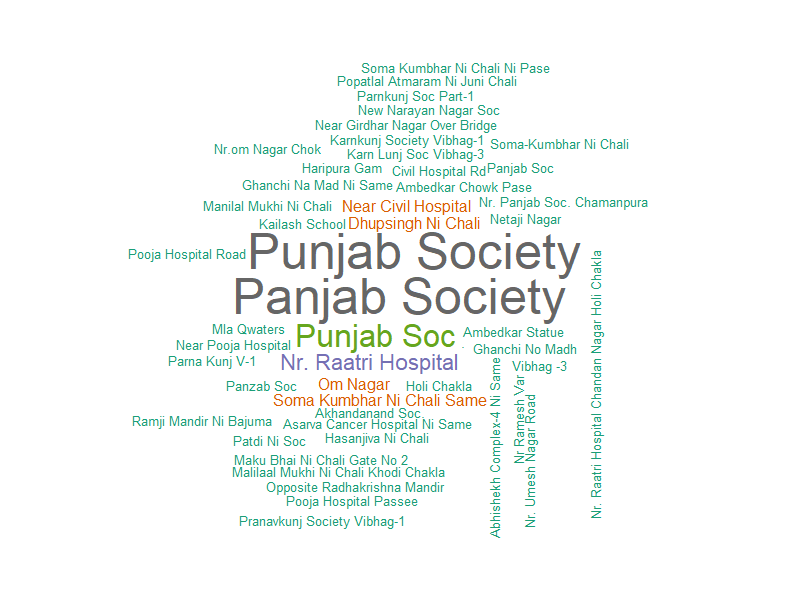 Soma Kumbhar Ni Chali Ni Pase
Popatlal Atmaram Ni Juni Chali
Parnkunj Soc Part-1
New Narayan Nagar Soc
Near Girdhar Nagar Over Bridge
Karnkunj Society Vibhag-1
Soma-Kumbhar Ni Chali
Nr.om Nagar Chok
Karn Lunj Soc Vibhag-3
Haripura Gam
Civil Hospital Rd
Panjab Soc
Ghanchi Na Mad Ni Same
Ambedkar Chowk Pase
Manilal Mukhi Ni Chali
Near Civil Hospital
Nr. Panjab Soc. Chamanpura
Kailash School
Dhupsingh Ni Chali
Netaji Nagar
Pooja Hospital Road
Punjab Society
Panjab Society
Mla Qwaters
Punjab Soc
Ambedkar Statue
Near Pooja Hospital
.
Ghanchi No Madh
Parna Kunj V-1
Nr. Raatri Hospital
Vibhag -3
Panzab Soc
Om Nagar
Holi Chakla
Soma Kumbhar Ni Chali Same
Akhandanand Soc.
Ramji Mandir Ni Bajuma
Asarva Cancer Hospital Ni Same
Patdi Ni Soc
Hasanjiva Ni Chali
Maku Bhai Ni Chali Gate No 2
Malilaal Mukhi Ni Chali Khodi Chakla
Opposite Radhakrishna Mandir
Pooja Hospital Passee
Pranavkunj Society Vibhag-1
Abhishekh Complex-4 Ni Same
Nr Ramesh Var
Nr. Umesh Nagar Road
Nr. Raatri Hospital Chandan Nagar Holi Chakla